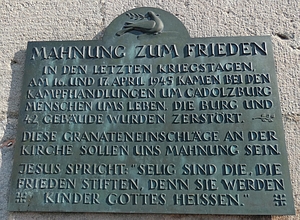 MAHNUNG ZUM FRIEDEN
IN DEN LETZTEN KRIEGSTAGEN,
AM 16. UND 17. APRIL 1945 KAMEN BEI DEN
KAMPFHANDLUNGEN UM CADOLZBURG
MENSCHEN UMS LEBEN. DIE BURG UND
42 GEBÄUDE WURDEN ZERSTÖRT.
DIESE GRANATENEINSCHLÄGE AN DER
KIRCHE SOLLEN UNS MAHNUNG SEIN.
JESUS SPRICHT: "SELIG SIND DIE, DIE
FRIEDEN STIFTEN, DENN SIE WERDEN
KINDER GOTTES HEISSEN."